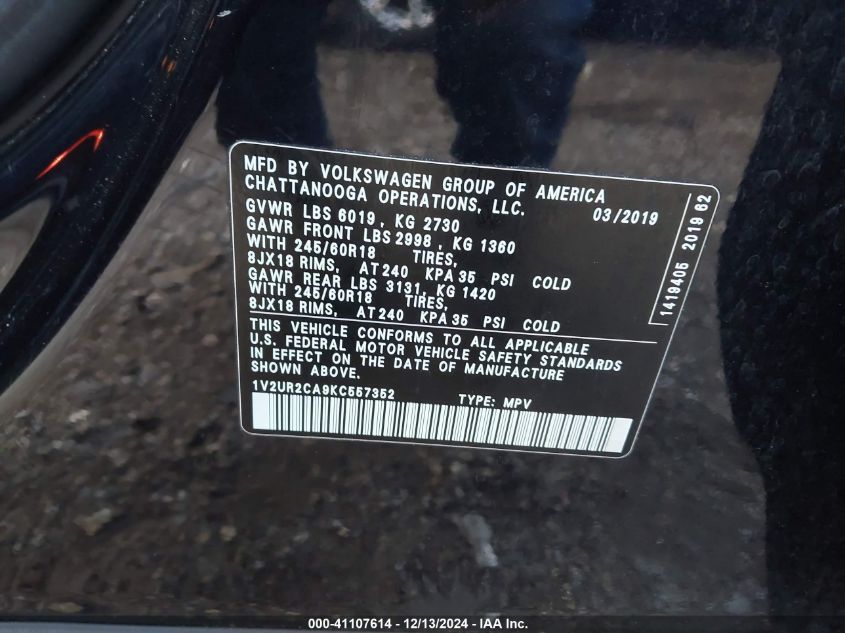 MFD BY VOLKSWAGEN GROUP OF AMERICA
CHATTANOOGA OPERATIONS, LLC.
03/2019
GVWR LBS 6019, KG 2730
GAWR FRONT LBS 2998, KG 1360
WITH 245/60R18 TIRES,
8JX18 RIMS, AT 240 KPA 35 PSI COLD
GAWR REAR LBS 3131, KG 1420
WITH 245/60R18 TIRES,
8JX18 RIMS, AT 240 KPA 35 PSI COLD
THIS VEHICLE CONFORMS TO ALL APPLICABLE
U.S. FEDERAL MOTOR VEHICLE SAFETY STANDARDS
IN EFFECT ON THE DATE OF MANUFACTURE
SHOWN ABOVE.
1V2UR2CA9KC557352 TYPE: MPV
1419405 2019 62
000-41107614 - 12/13/2024 - IAA Inc.